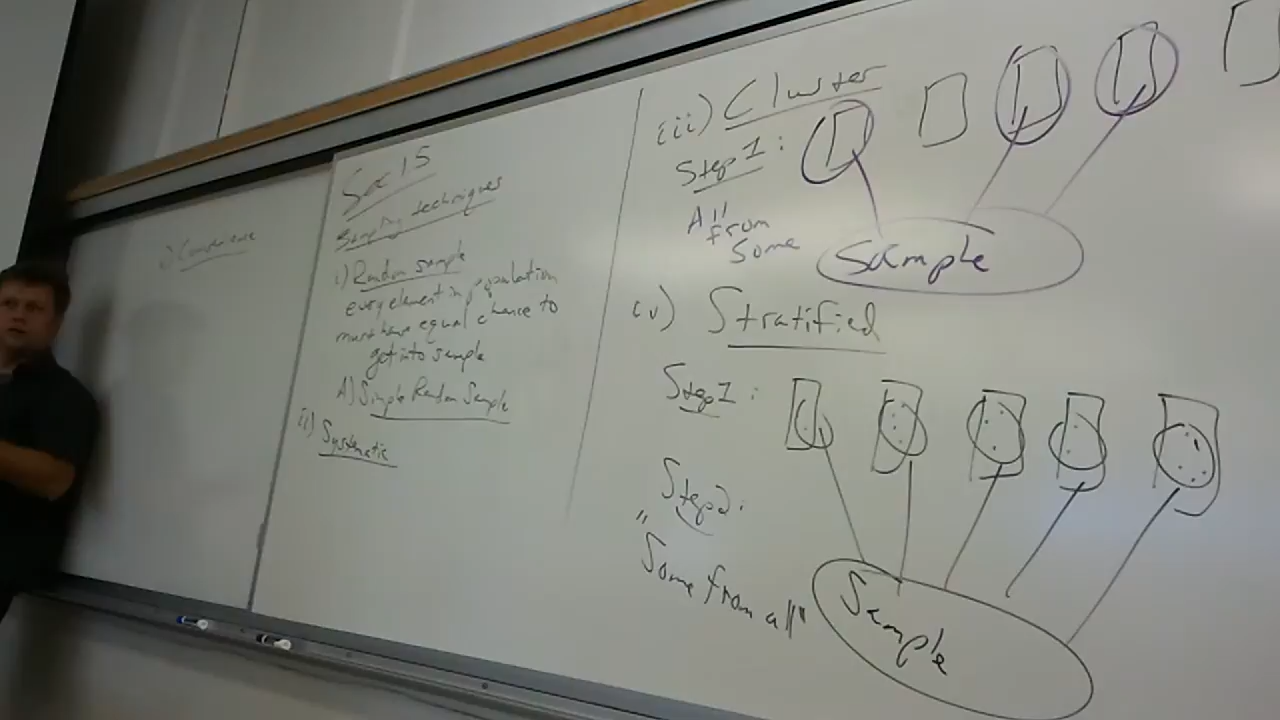 ) Convenience
Sec 15
Sampling techniques
i) Random sample
every element in population
must have equal chance to
get into sample
A) Simple Random Sample
ii) Systematic
(iii) Cluster
Step 1:
All
from
some
Sample
(v) Stratified
Step 1:
Step 2:
"Some from all"
Sample